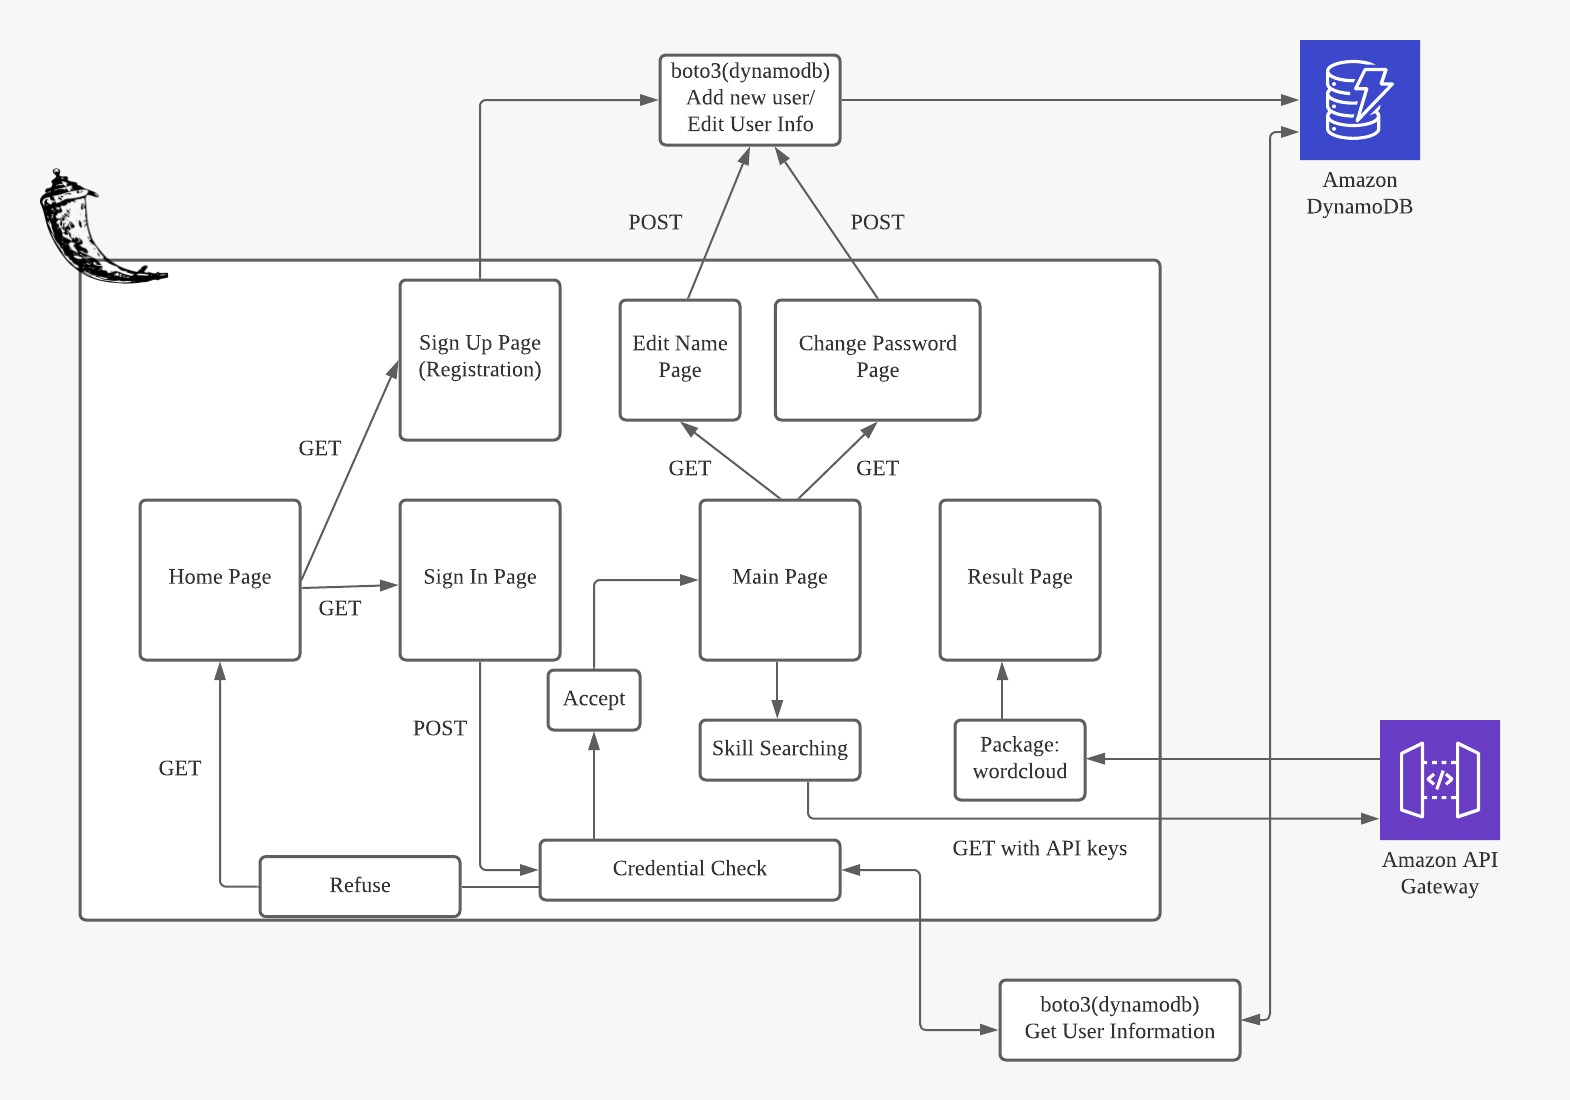 boto3(dynamodb)
Add new user/
Edit User Info
Amazon
DynamoDB
POST
POST
Sign Up Page
(Registration)
Edit Name
Page
Change Password
Page
GET
GET
GET
Home Page
Sign In Page
Main Page
Result Page
GET
Accept
POST
Skill Searching
Package:
wordcloud
GET
</>
GET with API keys
Amazon API
Gateway
Refuse
Credential Check
boto3(dynamodb)
Get User Information